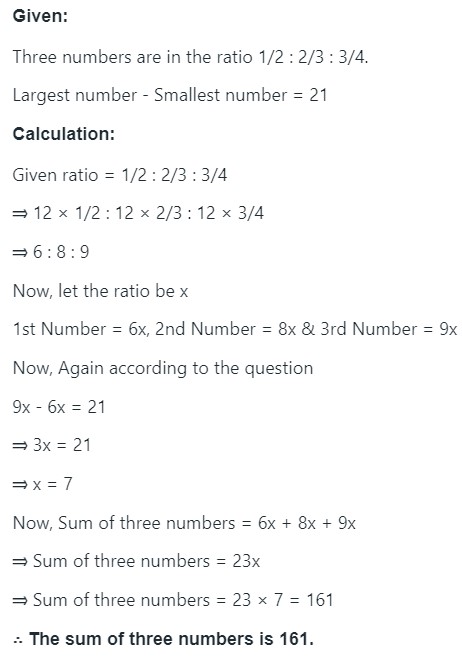 Given:
Three numbers are in the ratio 1/2 : 2/3 : 3/4.
Largest number - Smallest number = 21
Calculation:
Given ratio = 1/2 : 2/3 : 3/4
⇒ 12 × 1/2 : 12 × 2/3 : 12 × 3/4
⇒ 6 : 8 : 9
Now, let the ratio be x
1st Number = 6x, 2nd Number = 8x & 3rd Number = 9x
Now, Again according to the question
9x - 6x = 21
⇒ 3x = 21
⇒ x = 7
Now, Sum of three numbers = 6x + 8x + 9x
⇒ Sum of three numbers = 23x
⇒ Sum of three numbers = 23 × 7 = 161
∴ The sum of three numbers is 161.